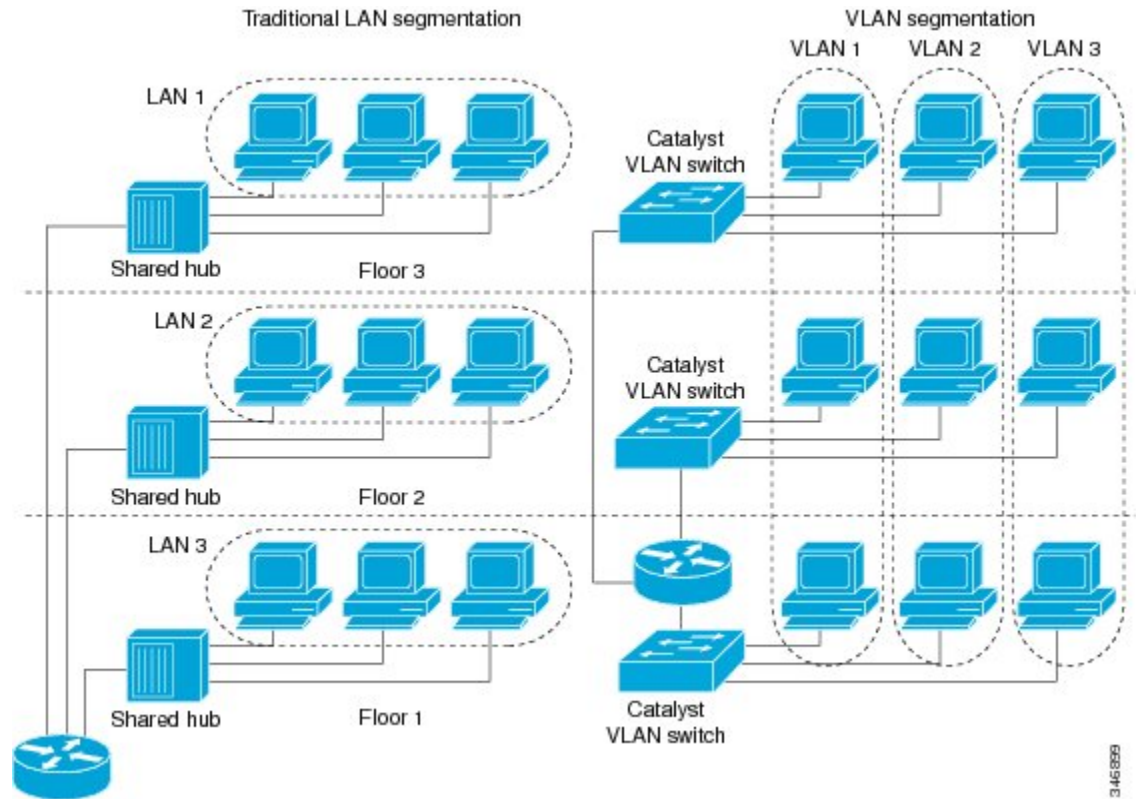 Traditional LAN segmentation
VLAN segmentation
VLAN 1
VLAN 2
VLAN 3
LAN 1
Catalyst
VLAN switch
Shared hub
Floor 3
LAN 2
Catalyst
VLAN switch
Shared hub
Floor 2
LAN 3
Shared hub
Floor 1
Catalyst
VLAN switch
346899